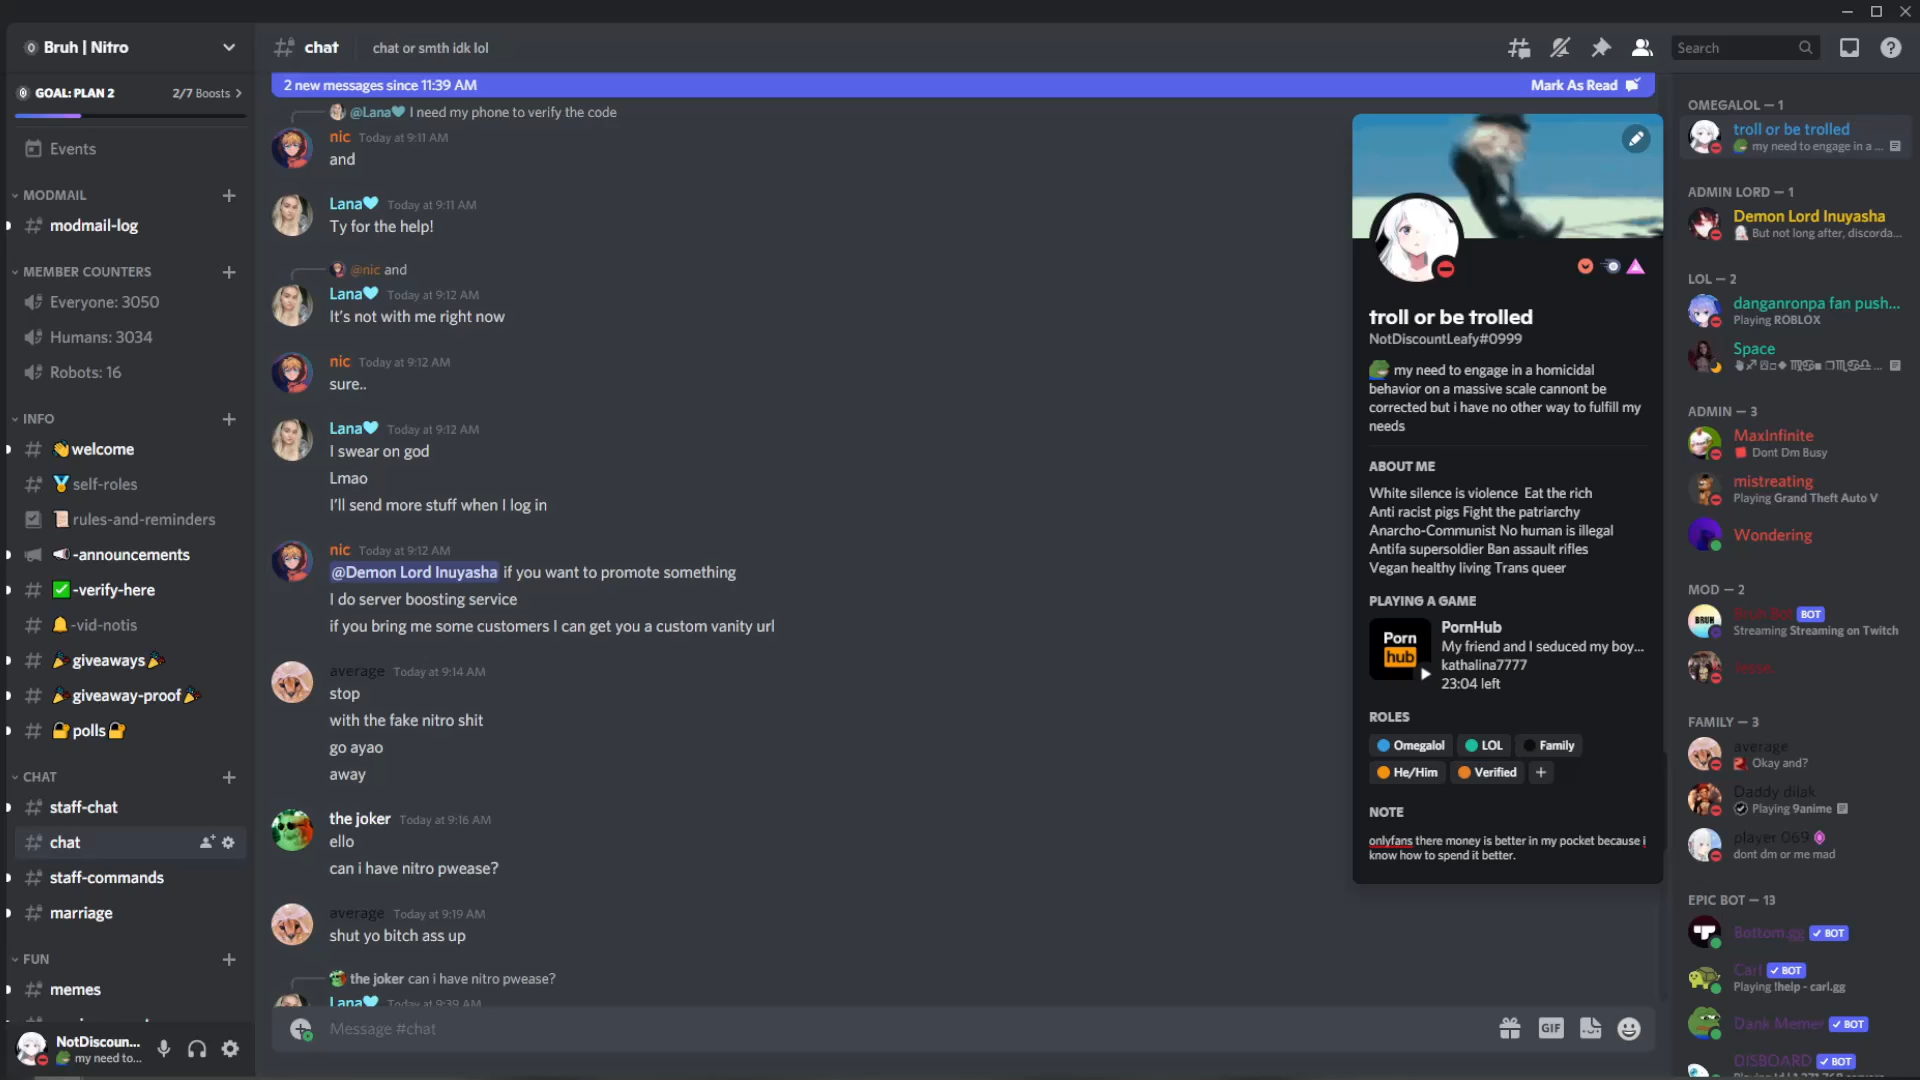 Bruh | Nitro
GOAL: PLAN 2
2/7 Boosts
Events
MODMAIL
modmail-log
MEMBER COUNTERS
Everyone: 3050
Humans: 3034
Robots: 16
INFO
welcome
self-roles
rules-and-reminders
-announcements
-verify-here
-vid-notis
giveaways
giveaway-proof
polls
CHAT
staff-chat
chat
staff-commands
marriage
FUN
memes
NotDiscoun...
my need to...
chat
chat or smth idk lol
Search
2 new messages since 11:39 AM
Mark As Read
@Lana I need my phone to verify the code
nic Today at 9:11 AM
and
Lana Today at 9:11 AM
Ty for the help!
@nic and
Lana Today at 9:12 AM
It's not with me right now
nic Today at 9:12 AM
sure..
Lana Today at 9:12 AM
I swear on god
Lmao
I'll send more stuff when I log in
nic Today at 9:12 AM
@Demon Lord Inuyasha if you want to promote something
I do server boosting service
if you bring me some customers I can get you a custom vanity url
average Today at 9:14 AM
stop
with the fake nitro shit
go ayao
away
the joker Today at 9:16 AM
ello
can i have nitro pwease?
average Today at 9:19 AM
shut yo bitch ass up
the joker can i have nitro pwease?
Lana Today at 9:39 AM
Message #chat
GIF
troll or be trolled
NotDiscountLeafy#0999
my need to engage in a homicidal
behavior on a massive scale cannont be
corrected but i have no other way to fulfill my
needs
ABOUT ME
White silence is violence Eat the rich
Anti racist pigs Fight the patriarchy
Anarcho-Communist No human is illegal
Antifa supersoldier Ban assault rifles
Vegan healthy living Trans queer
PLAYING A GAME
Porn
hub
PornHub
My friend and I seduced my boy...
kathalina7777
23:04 left
ROLES
Omegalol
LOL
Family
He/Him
Verified
NOTE
onlyfans there money is better in my pocket because i
know how to spend it better.
OMEGALOL — 1
troll or be trolled
my need to engage in a ...
ADMIN LORD — 1
Demon Lord Inuyasha
But not long after, discorda...
LOL — 2
danganronpa fan push...
Playing ROBLOX
Space
ADMIN — 3
MaxInfinite
Dont Dm Busy
mistreating
Playing Grand Theft Auto V
Wondering
MOD — 2
BRUH
Bruh Bot BOT
Streaming Streaming on Twitch
Jesse.
FAMILY — 3
average
Okay and?
Daddy dilak
Playing 9anime
player 069
dont dm or me mad
EPIC BOT — 13
Bottom.gg BOT
Carl BOT
Playing !help - carl.gg
Dank Memer BOT
DISBOARD BOT